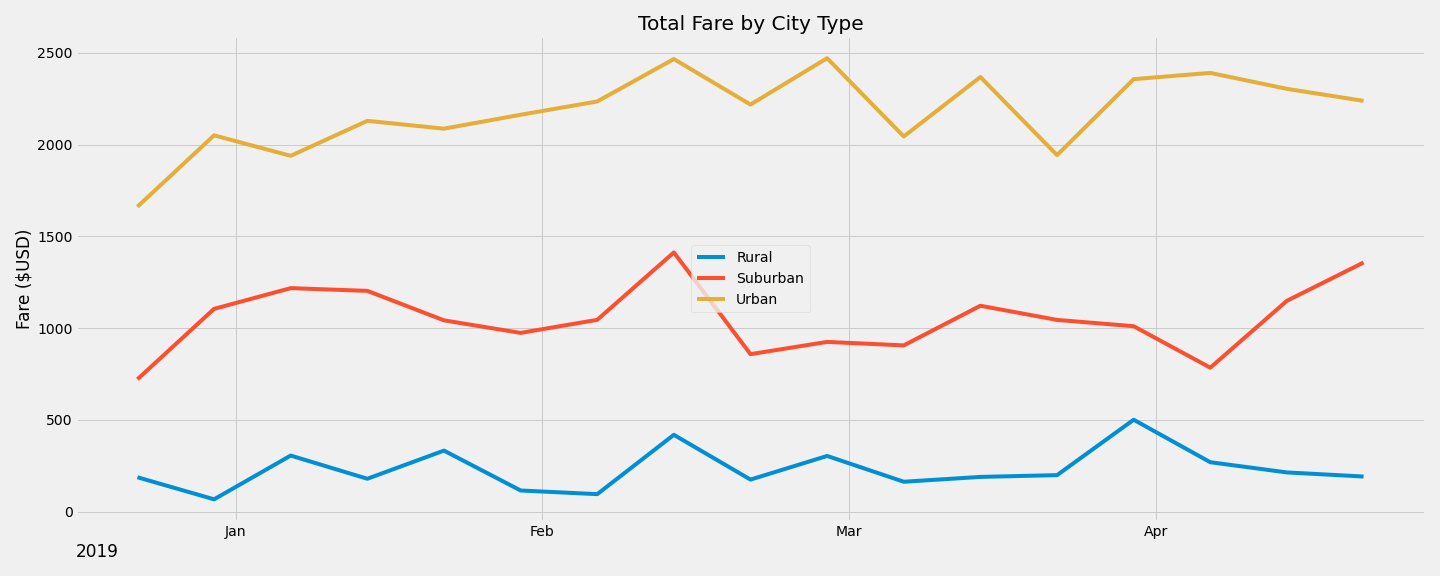 Total Fare by City Type
Fare ($USD)
2500
2000
1500
1000
500
0
Rural
Suburban
Urban
Jan Feb Mar Apr
2019